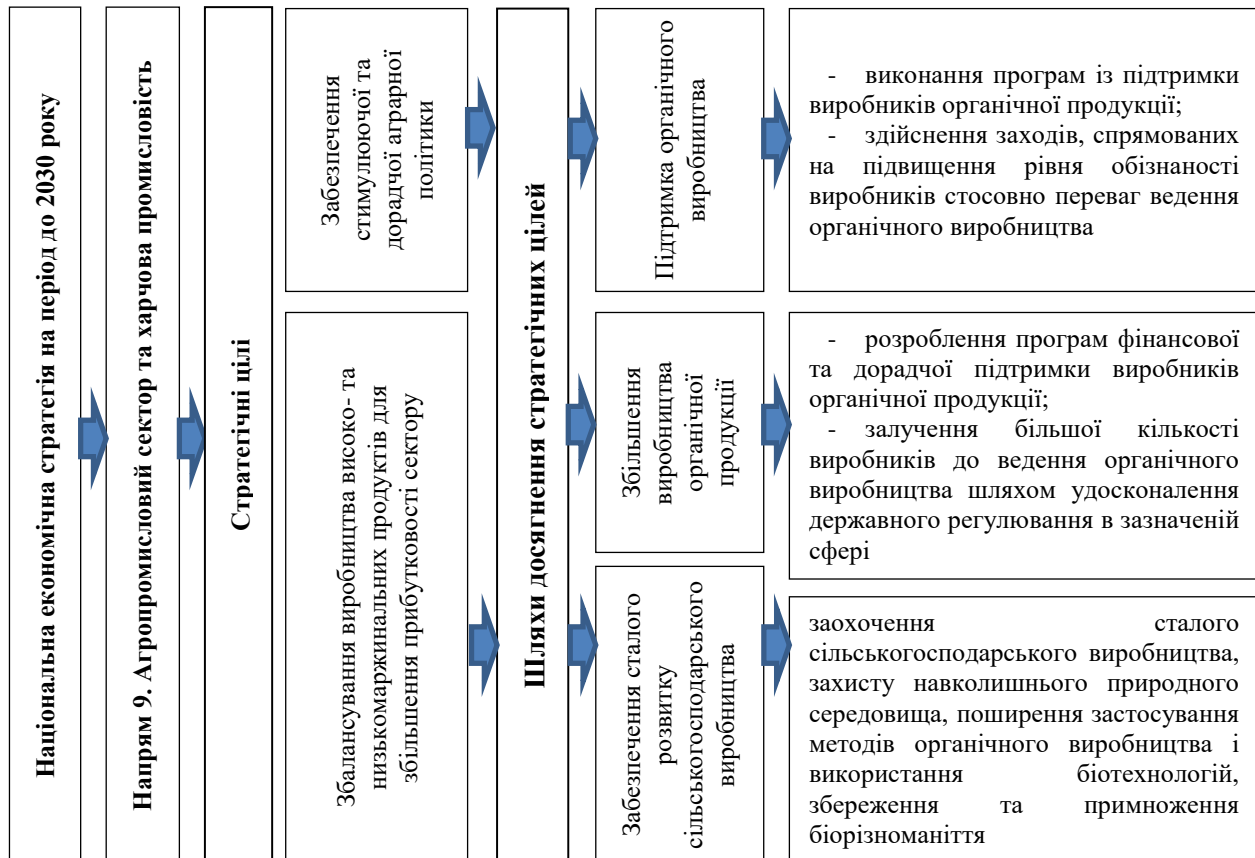 Національна економічна стратегія на період до 2030 року
Напрям 9. Агропромисловий сектор та харчова промисловість
Стратегічні цілі
Забезпечення
стимулюючої та
дорадчої аграрної
політики
Збалансування виробництва високо- та
низькомаржинальних продуктів для
збільшення прибутковості сектору
Шляхи досягнення стратегічних цілей
Підтримка органічного
виробництва
Збільшення
виробництва
органічної
продукції
Забезпечення сталого
розвитку
сільськогосподарського
виробництва
- виконання програм із підтримки
виробників органічної продукції;
- здійснення заходів, спрямованих
на підвищення рівня обізнаності
виробників стосовно переваг ведення
органічного виробництва
- розроблення програм фінансової
та дорадчої підтримки виробників
органічної продукції;
- залучення більшої кількості
виробників до ведення органічного
виробництва шляхом удосконалення
державного регулювання в зазначеній
сфері
заохочення сталого
сільськогосподарського виробництва,
захисту навколишнього природного
середовища, поширення застосування
методів органічного виробництва і
використання біотехнологій,
збереження та примноження
біорізноманіття